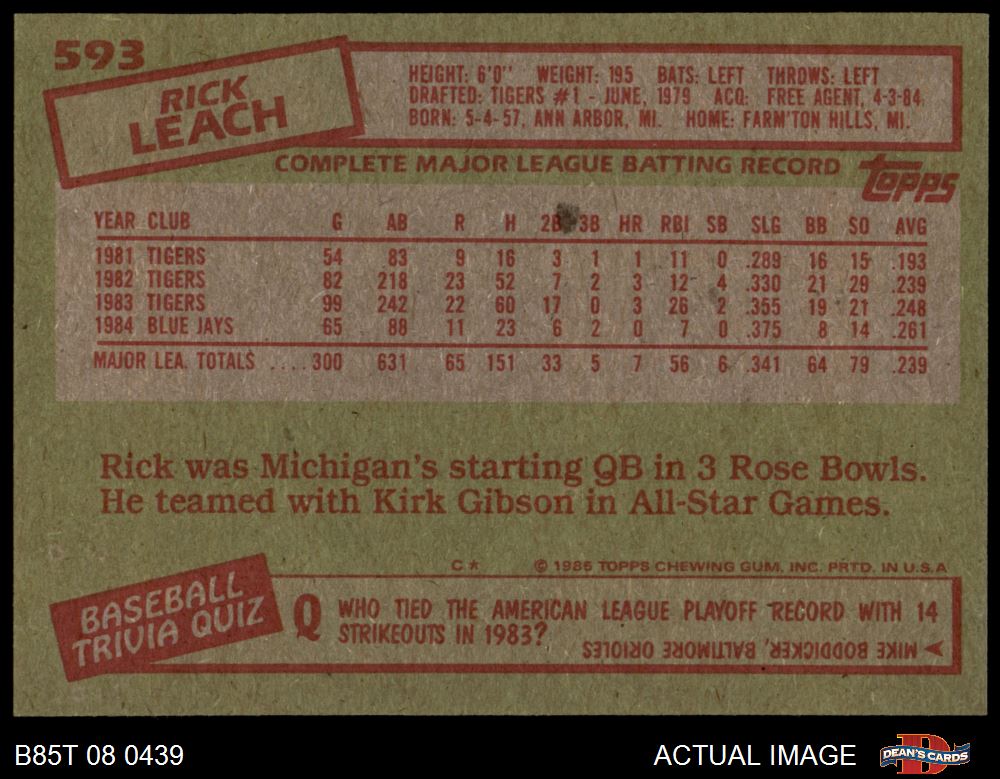 593
RICK
LEACH
HEIGHT: 6'0" WEIGHT: 195 BATS: LEFT THROWS: LEFT
DRAFTED: TIGERS #1 - JUNE, 1979 ACQ: FREE AGENT, 4-3-84
BORN: 5-4-57, ANN ARBOR, MI. HOME: FARM'TON HILLS, MI.
COMPLETE MAJOR LEAGUE BATTING RECORD
Topps
YEAR CLUB G AB R H 2B 3B HR RBI SB SLG BB SO AVG
1981 TIGERS 54 83 9 16 3 1 1 11 0 .289 16 15 .193
1982 TIGERS 82 218 23 52 7 2 3 12 4 .330 21 29 .239
1983 TIGERS 99 242 22 60 17 0 3 26 2 .355 19 21 .248
1984 BLUE JAYS 65 88 11 23 6 2 0 7 0 .375 8 14 .261
MAJOR LEA. TOTALS .... 300 631 65 151 33 5 7 56 6 .341 64 79 .239
Rick was Michigan's starting QB in 3 Rose Bowls.
He teamed with Kirk Gibson in All-Star Games.
C* © 1985 TOPPS CHEWING GUM, INC. PRTD. IN U.S.A
BASEBALL
TRIVIA QUIZ
Q WHO TIED THE AMERICAN LEAGUE PLAYOFF RECORD WITH 14
STRIKEOUTS IN 1983?
MIKE BODDICKER, BALTIMORE ORIOLES
B85T 08 0439
ACTUAL IMAGE
DEAN'S CARDS